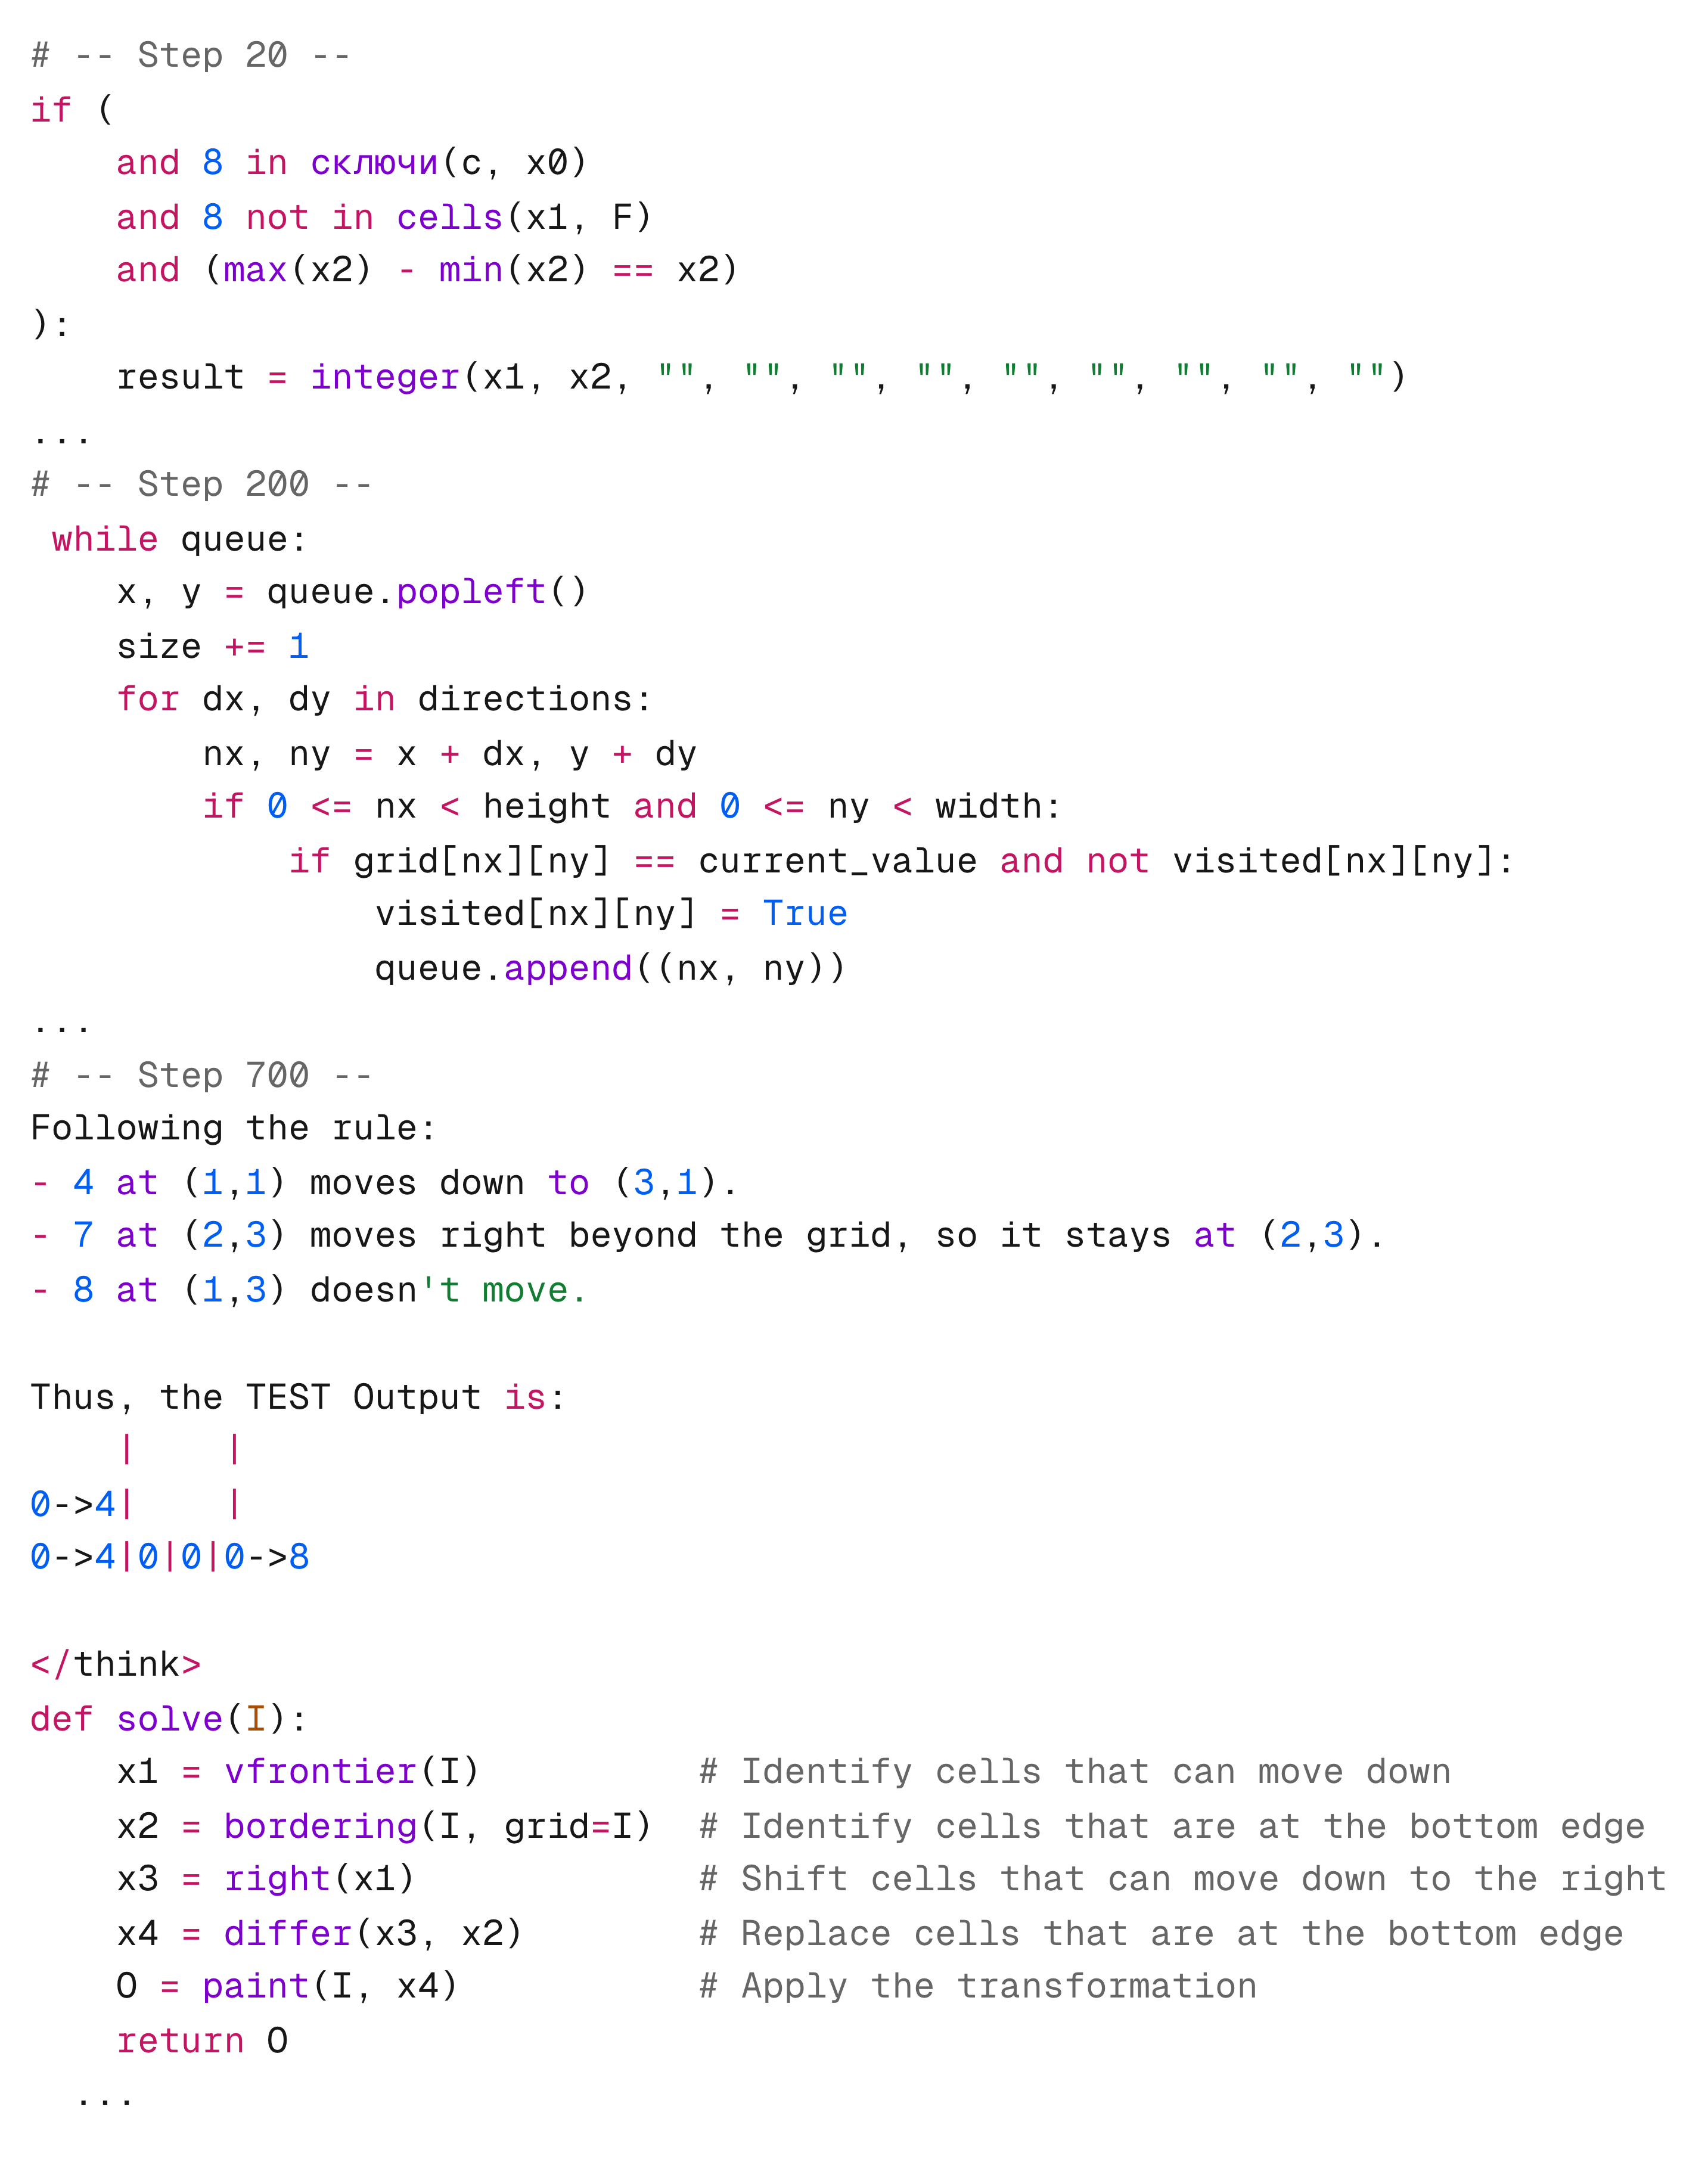 # -- Step 20 --
if (
    and 8 in сключи(c, x0)
    and 8 not in cells(x1, F)
    and (max(x2) - min(x2) == x2)
):
    result = integer(x1, x2, "", "", "", "", "", "", "", "", "")
...
# -- Step 200 --
 while queue:
    x, y = queue.popleft()
    size += 1
    for dx, dy in directions:
        nx, ny = x + dx, y + dy
        if 0 <= nx < height and 0 <= ny < width:
            if grid[nx][ny] == current_value and not visited[nx][ny]:
                visited[nx][ny] = True
                queue.append((nx, ny))
...
# -- Step 700 --
Following the rule:
- 4 at (1,1) moves down to (3,1).
- 7 at (2,3) moves right beyond the grid, so it stays at (2,3).
- 8 at (1,3) doesn't move.

Thus, the TEST Output is:
    |    |
0->4|    |
0->4|0|0|0->8

</think>
def solve(I):
    x1 = vfrontier(I)          # Identify cells that can move down
    x2 = bordering(I, grid=I)  # Identify cells that are at the bottom edge
    x3 = right(x1)             # Shift cells that can move down to the right
    x4 = differ(x3, x2)        # Replace cells that are at the bottom edge
    O = paint(I, x4)           # Apply the transformation
    return O
  ...